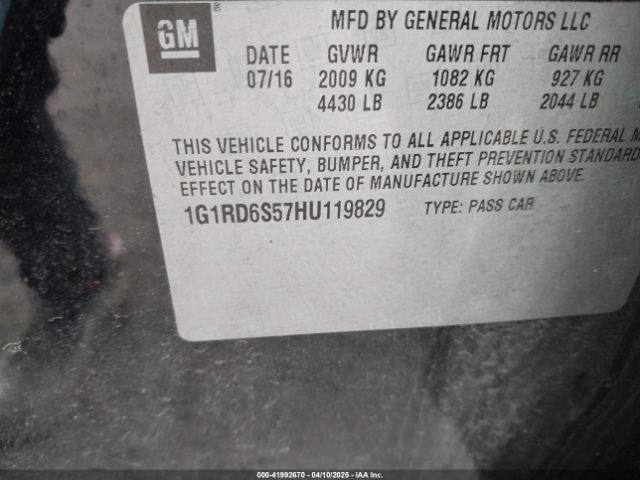 GM
®
MFD BY GENERAL MOTORS LLC
DATE GVWR GAWR FRT GAWR RR
07/16 2009 KG 1082 KG 927 KG
4430 LB 2386 LB 2044 LB
THIS VEHICLE CONFORMS TO ALL APPLICABLE U.S. FEDERAL M
VEHICLE SAFETY, BUMPER, AND THEFT PREVENTION STANDARD
EFFECT ON THE DATE OF MANUFACTURE SHOWN ABOVE.
1G1RD6S57HU119829 TYPE: PASS CAR
000-41992670 - 04/10/2025 - IAA Inc.